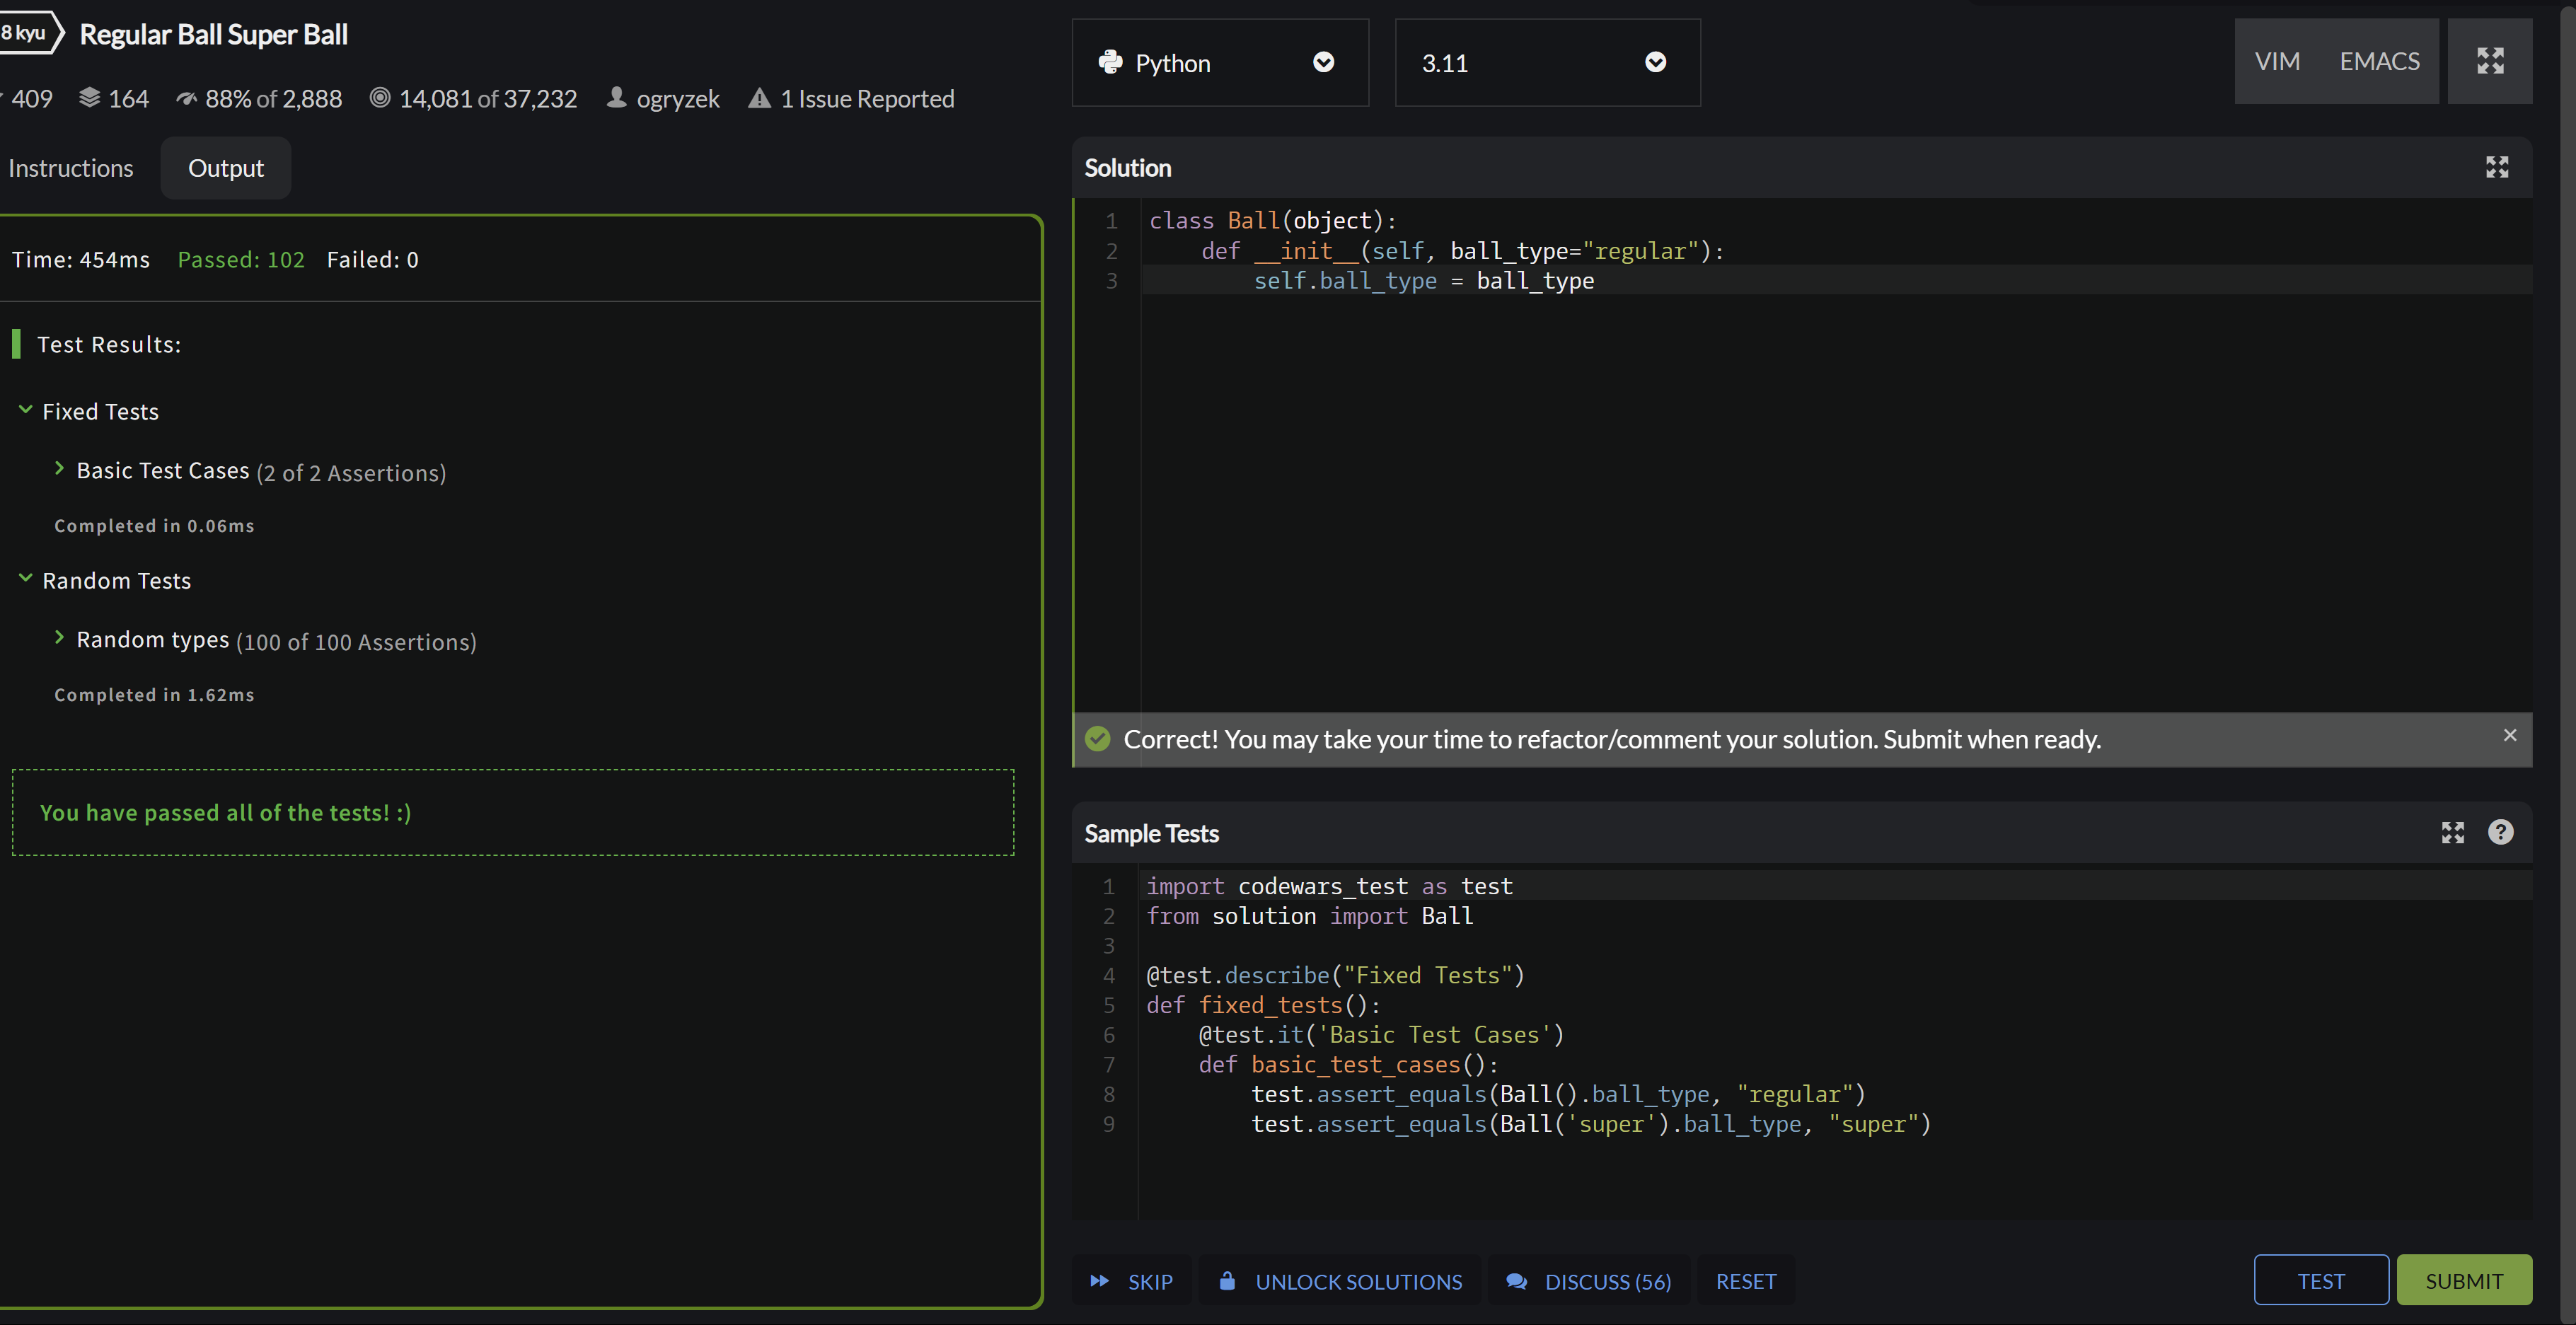 8 kyu Regular Ball Super Ball
409 164 88% of 2,888 14,081 of 37,232 ogryzek 1 Issue Reported
Instructions Output
Time: 454ms Passed: 102 Failed: 0
Test Results:
Fixed Tests
Basic Test Cases (2 of 2 Assertions)
Completed in 0.06ms
Random Tests
Random types (100 of 100 Assertions)
Completed in 1.62ms
You have passed all of the tests! :)
Python 3.11 VIM EMACS
Solution
1 class Ball(object):
2     def __init__(self, ball_type="regular"):
3         self.ball_type = ball_type
Correct! You may take your time to refactor/comment your solution. Submit when ready.
Sample Tests
1 import codewars_test as test
2 from solution import Ball
3
4 @test.describe("Fixed Tests")
5 def fixed_tests():
6     @test.it('Basic Test Cases')
7     def basic_test_cases():
8         test.assert_equals(Ball().ball_type, "regular")
9         test.assert_equals(Ball('super').ball_type, "super")
SKIP UNLOCK SOLUTIONS DISCUSS (56) RESET TEST SUBMIT